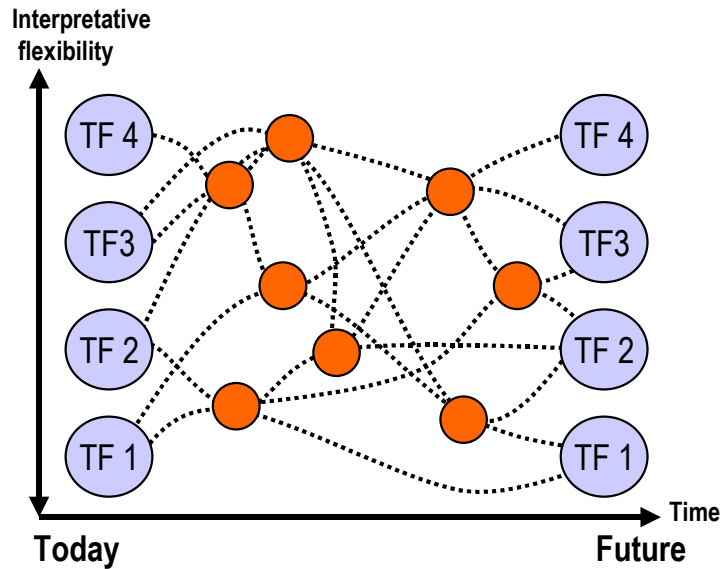 Interpretative
flexibility
TF 4
TF 4
TF3
TF3
TF 2
TF 2
TF 1
TF 1
Time
Today
Future